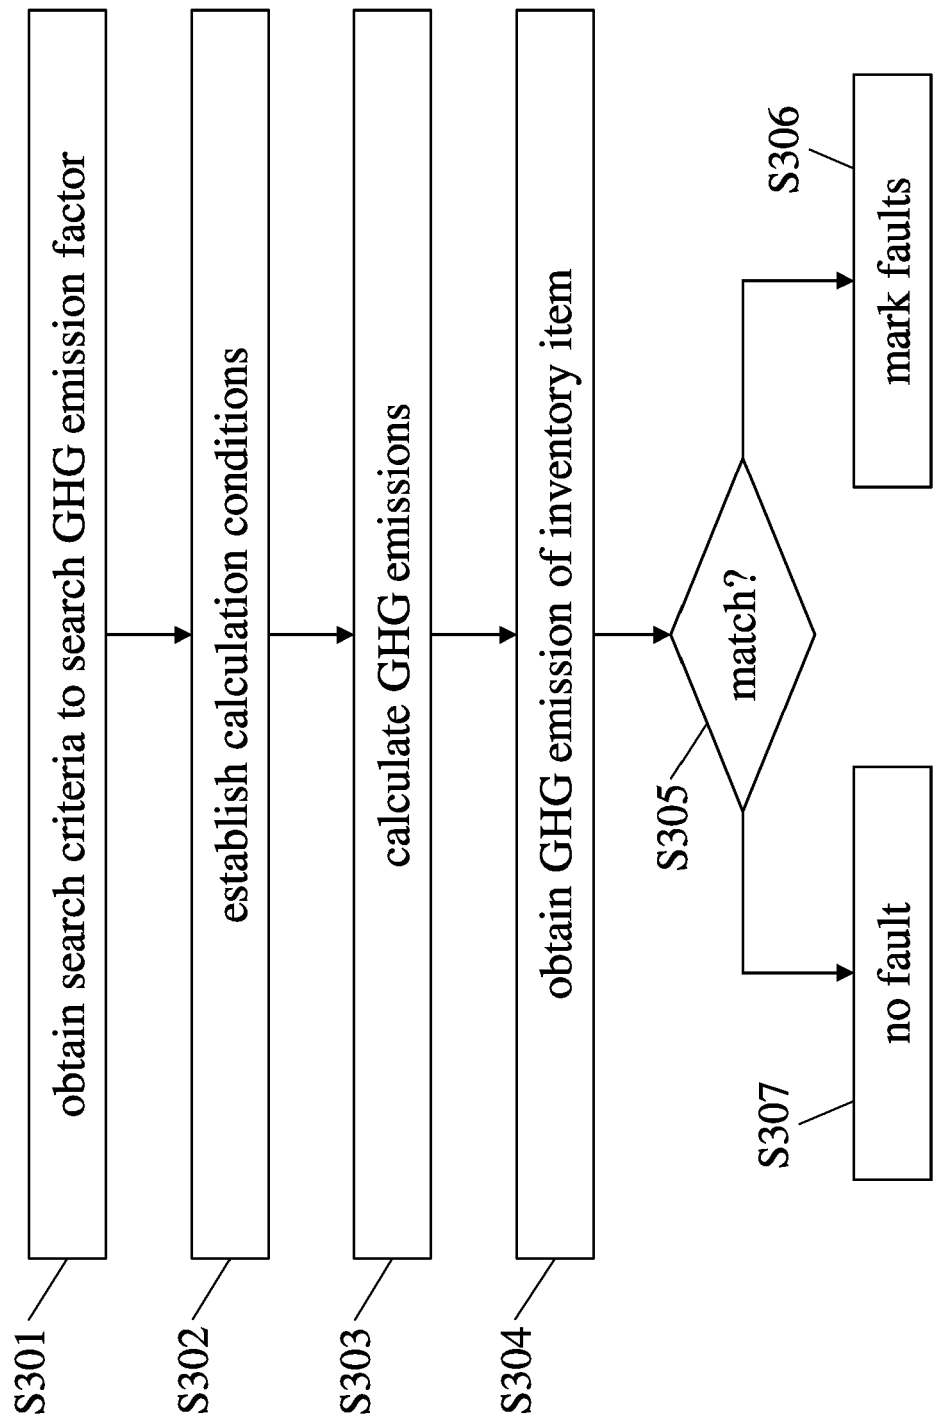 S301
obtain search criteria to search GHG emission factor
S302
establish calculation conditions
S303
calculate GHG emissions
S304
obtain GHG emission of inventory item
S305
match?
S307
no fault
S306
mark faults